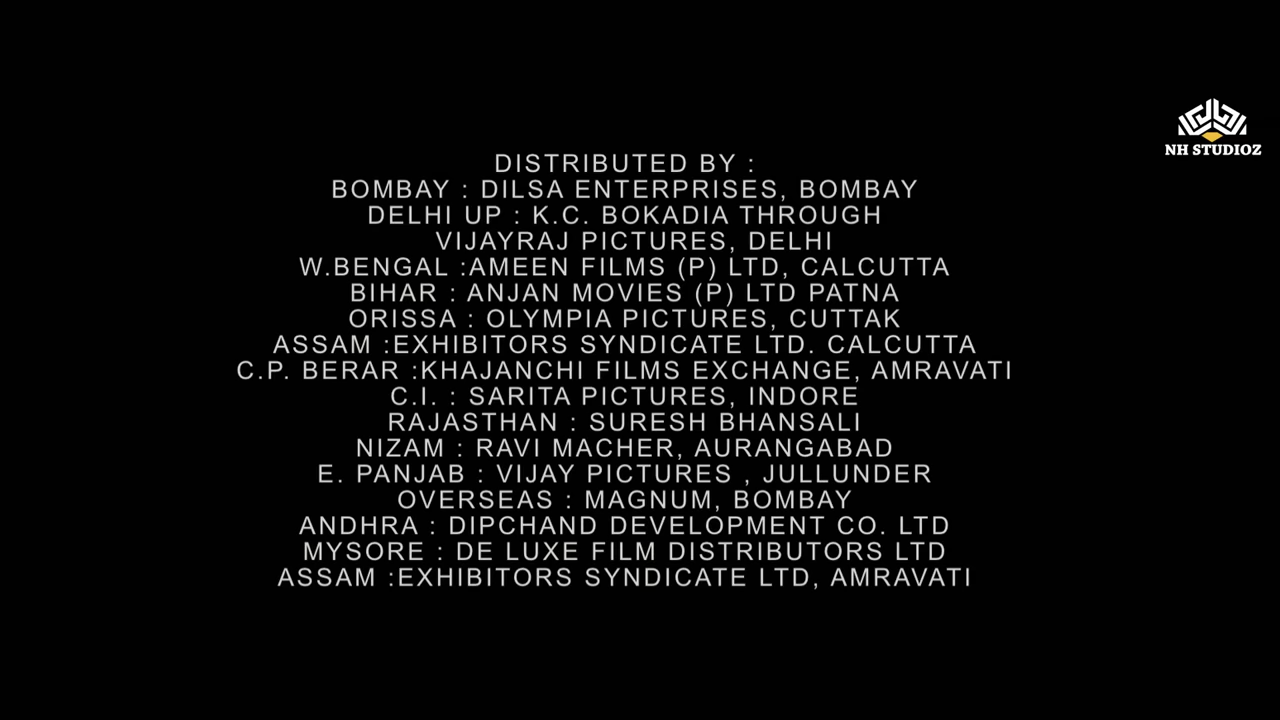 NH STUDIOZ
DISTRIBUTED BY :
BOMBAY : DILSA ENTERPRISES, BOMBAY
DELHI UP : K.C. BOKADIA THROUGH
VIJAYRAJ PICTURES, DELHI
W.BENGAL :AMEEN FILMS (P) LTD, CALCUTTA
BIHAR : ANJAN MOVIES (P) LTD PATNA
ORISSA : OLYMPIA PICTURES, CUTTAK
ASSAM :EXHIBITORS SYNDICATE LTD. CALCUTTA
C.P. BERAR :KHAJANCHI FILMS EXCHANGE, AMRAVATI
C.I. : SARITA PICTURES, INDORE
RAJASTHAN : SURESH BHANSALI
NIZAM : RAVI MACHER, AURANGABAD
E. PANJAB : VIJAY PICTURES , JULLUNDER
OVERSEAS : MAGNUM, BOMBAY
ANDHRA : DIPCHAND DEVELOPMENT CO. LTD
MYSORE : DE LUXE FILM DISTRIBUTORS LTD
ASSAM :EXHIBITORS SYNDICATE LTD, AMRAVATI